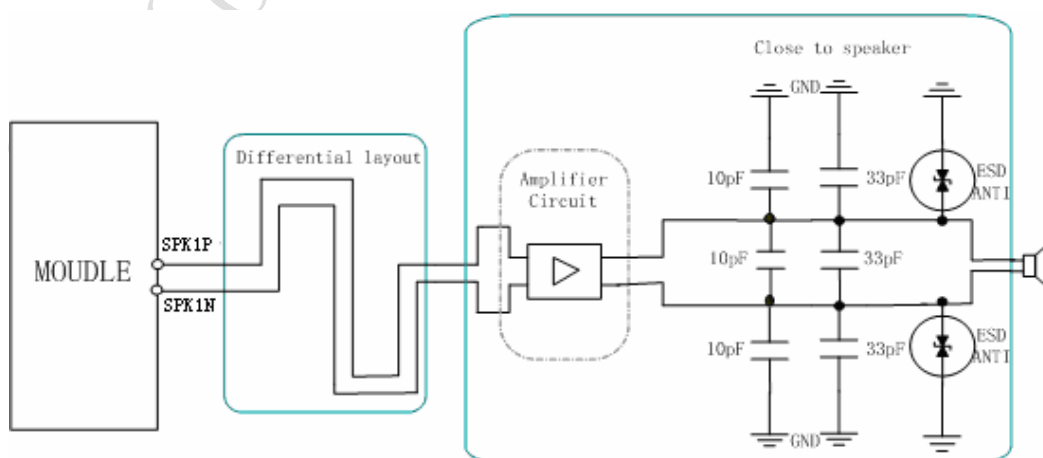 Close to speaker
GND
Differential layout
Amplifier
Circuit
10pF
33pF
ESD
ANTI
SPK1P
MOUDLE
SPK1N
10pF
33pF
10pF
33pF
ESD
ANTI
GND